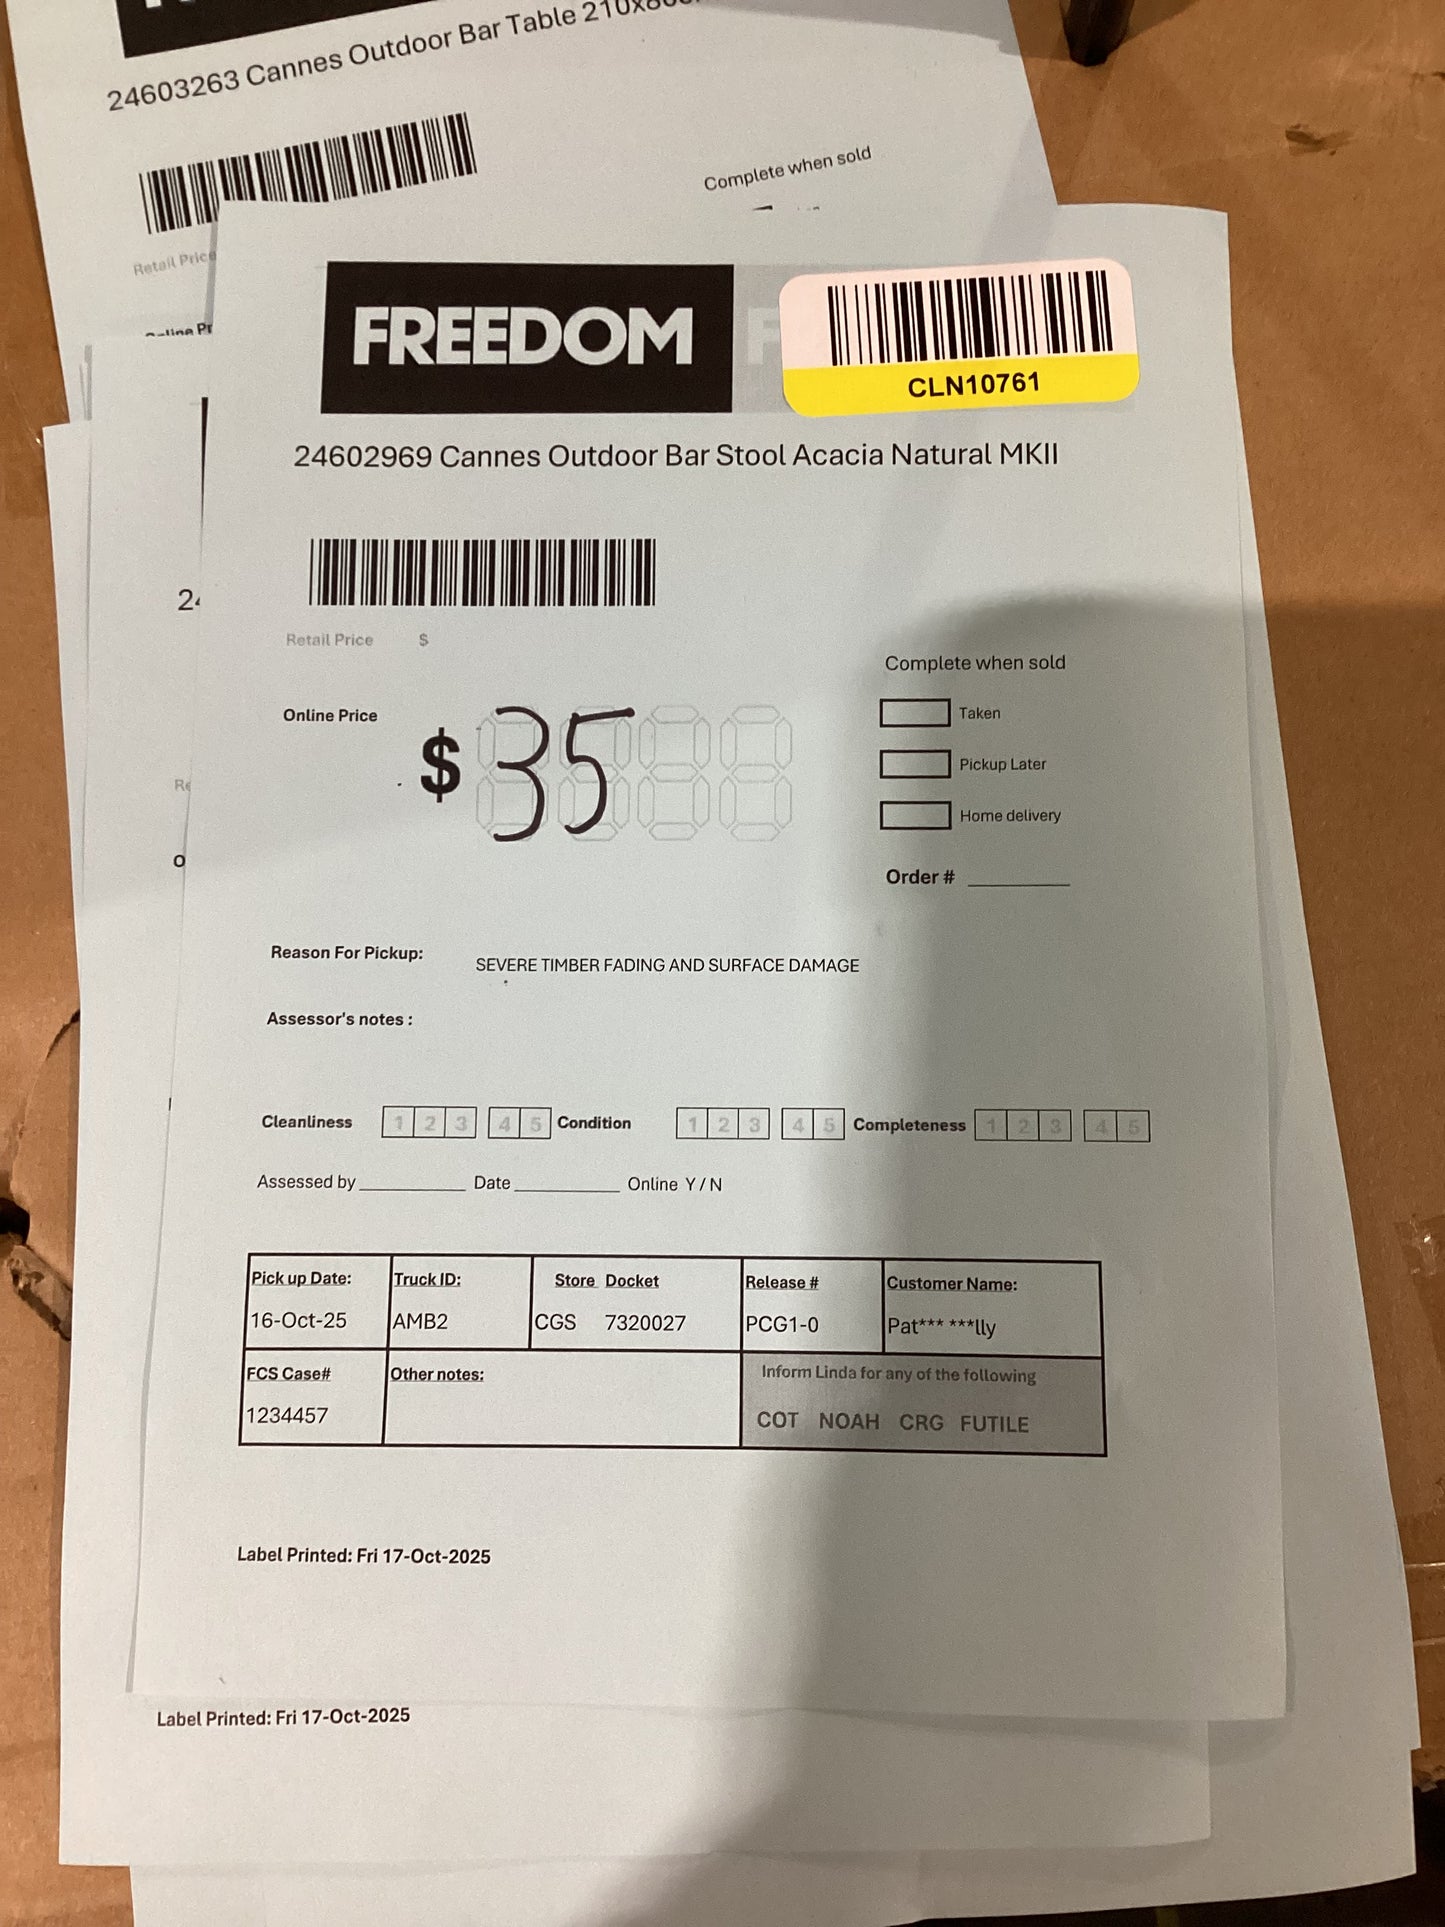 24603263 Cannes Outdoor Bar Table
Complete when sold
Retail Price
FREEDOM
CLN10761
24602969 Cannes Outdoor Bar Stool Acacia Natural MKII
Retail Price $
Complete when sold
Online Price
$ 35
Taken
Pickup Later
Home delivery
Order #
Reason For Pickup:
SEVERE TIMBER FADING AND SURFACE DAMAGE
Assessor's notes :
Cleanliness 1 2 3 4 5 Condition 1 2 3 4 5 Completeness 1 2 3 4 5
Assessed by Date Online Y / N
Pick up Date: Truck ID: Store Docket Release # Customer Name:
16-Oct-25 AMB2 CGS 7320027 PCG1-0 Pat*** ***lly
FCS Case# Other notes: Inform Linda for any of the following
1234457 COT NOAH CRG FUTILE
Label Printed: Fri 17-Oct-2025
Label Printed: Fri 17-Oct-2025